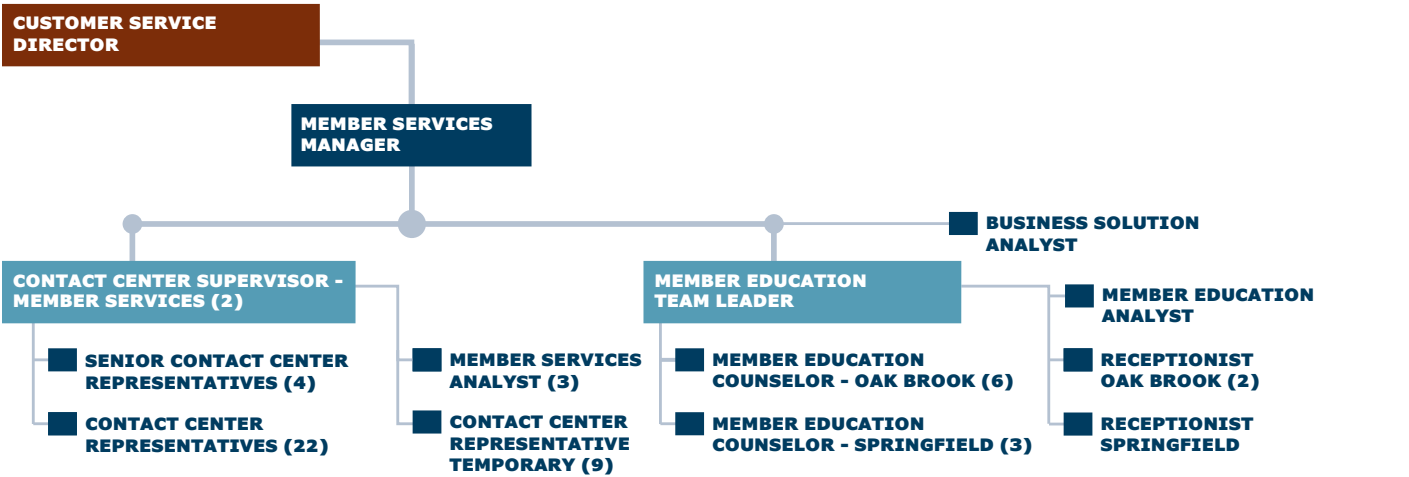 CUSTOMER SERVICE
DIRECTOR
MEMBER SERVICES
MANAGER
BUSINESS SOLUTION
ANALYST
CONTACT CENTER SUPERVISOR -
MEMBER SERVICES (2)
SENIOR CONTACT CENTER
REPRESENTATIVES (4)
CONTACT CENTER
REPRESENTATIVES (22)
MEMBER SERVICES
ANALYST (3)
CONTACT CENTER
REPRESENTATIVE
TEMPORARY (9)
MEMBER EDUCATION
TEAM LEADER
MEMBER EDUCATION
COUNSELOR - OAK BROOK (6)
MEMBER EDUCATION
COUNSELOR - SPRINGFIELD (3)
MEMBER EDUCATION
ANALYST
RECEPTIONIST
OAK BROOK (2)
RECEPTIONIST
SPRINGFIELD